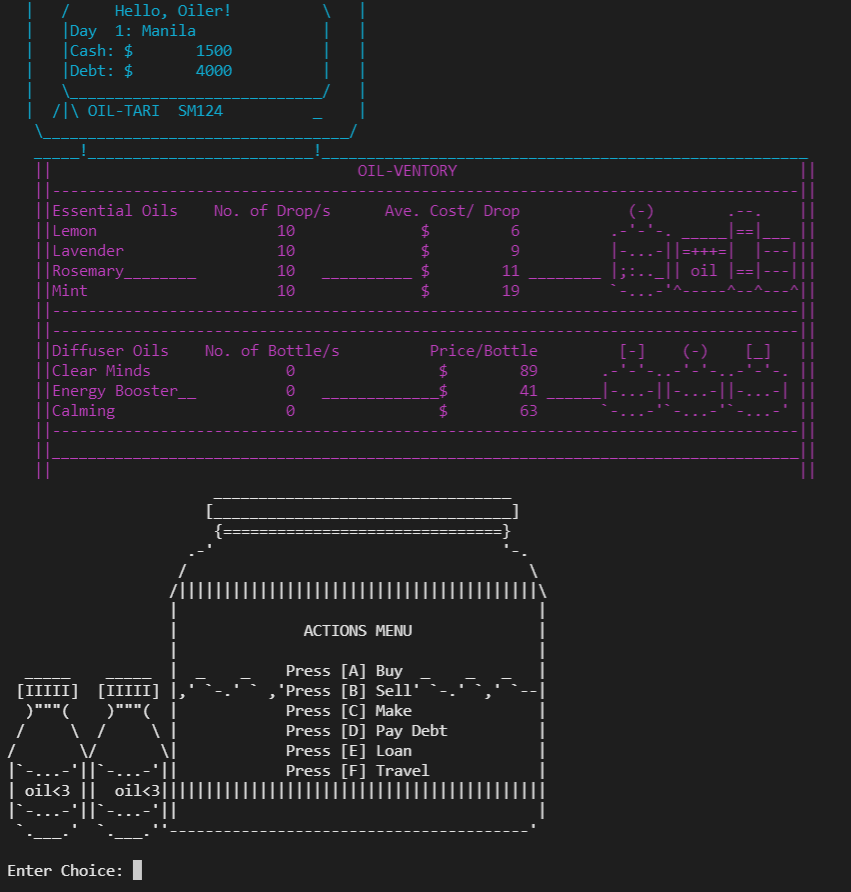 Hello, Oiler!
Day 1: Manila
Cash: $ 1500
Debt: $ 4000
OIL-TARI SM124
OIL-VENTORY
Essential Oils No. of Drop/s Ave. Cost/ Drop
Lemon 10 $ 6
Lavender 10 $ 9
Rosemary 10 $ 11 oil
Mint 10 $ 19
Diffuser Oils No. of Bottle/s Price/Bottle
Clear Minds 0 $ 89
Energy Booster 0 $ 41
Calming 0 $ 63
ACTIONS MENU
Press [A] Buy
Press [B] Sell
Press [C] Make
Press [D] Pay Debt
Press [E] Loan
Press [F] Travel
oil<3 oil<3
Enter Choice: